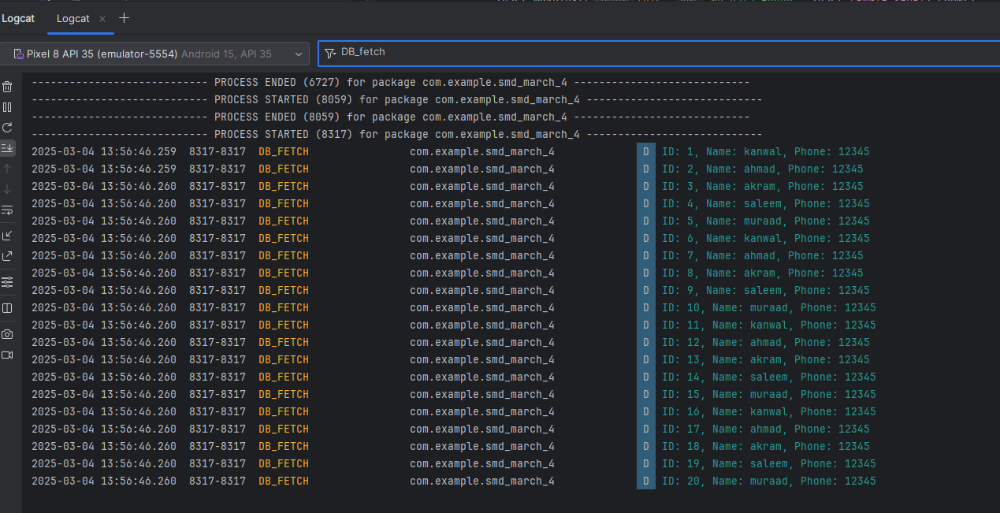 Logcat Logcat × +
Pixel 8 API 35 (emulator-5554) Android 15, API 35 DB_fetch
---------------------------- PROCESS ENDED (6727) for package com.example.smd_march_4 ----------------------------
---------------------------- PROCESS STARTED (8059) for package com.example.smd_march_4 ----------------------------
---------------------------- PROCESS ENDED (8059) for package com.example.smd_march_4 ----------------------------
---------------------------- PROCESS STARTED (8317) for package com.example.smd_march_4 ----------------------------
2025-03-04 13:56:46.259 8317-8317 DB_FETCH com.example.smd_march_4 D ID: 1, Name: kanwal, Phone: 12345
2025-03-04 13:56:46.259 8317-8317 DB_FETCH com.example.smd_march_4 D ID: 2, Name: ahmad, Phone: 12345
2025-03-04 13:56:46.260 8317-8317 DB_FETCH com.example.smd_march_4 D ID: 3, Name: akram, Phone: 12345
2025-03-04 13:56:46.260 8317-8317 DB_FETCH com.example.smd_march_4 D ID: 4, Name: saleem, Phone: 12345
2025-03-04 13:56:46.260 8317-8317 DB_FETCH com.example.smd_march_4 D ID: 5, Name: muraad, Phone: 12345
2025-03-04 13:56:46.260 8317-8317 DB_FETCH com.example.smd_march_4 D ID: 6, Name: kanwal, Phone: 12345
2025-03-04 13:56:46.260 8317-8317 DB_FETCH com.example.smd_march_4 D ID: 7, Name: ahmad, Phone: 12345
2025-03-04 13:56:46.260 8317-8317 DB_FETCH com.example.smd_march_4 D ID: 8, Name: akram, Phone: 12345
2025-03-04 13:56:46.260 8317-8317 DB_FETCH com.example.smd_march_4 D ID: 9, Name: saleem, Phone: 12345
2025-03-04 13:56:46.260 8317-8317 DB_FETCH com.example.smd_march_4 D ID: 10, Name: muraad, Phone: 12345
2025-03-04 13:56:46.260 8317-8317 DB_FETCH com.example.smd_march_4 D ID: 11, Name: kanwal, Phone: 12345
2025-03-04 13:56:46.260 8317-8317 DB_FETCH com.example.smd_march_4 D ID: 12, Name: ahmad, Phone: 12345
2025-03-04 13:56:46.260 8317-8317 DB_FETCH com.example.smd_march_4 D ID: 13, Name: akram, Phone: 12345
2025-03-04 13:56:46.260 8317-8317 DB_FETCH com.example.smd_march_4 D ID: 14, Name: saleem, Phone: 12345
2025-03-04 13:56:46.260 8317-8317 DB_FETCH com.example.smd_march_4 D ID: 15, Name: muraad, Phone: 12345
2025-03-04 13:56:46.260 8317-8317 DB_FETCH com.example.smd_march_4 D ID: 16, Name: kanwal, Phone: 12345
2025-03-04 13:56:46.260 8317-8317 DB_FETCH com.example.smd_march_4 D ID: 17, Name: ahmad, Phone: 12345
2025-03-04 13:56:46.260 8317-8317 DB_FETCH com.example.smd_march_4 D ID: 18, Name: akram, Phone: 12345
2025-03-04 13:56:46.260 8317-8317 DB_FETCH com.example.smd_march_4 D ID: 19, Name: saleem, Phone: 12345
2025-03-04 13:56:46.260 8317-8317 DB_FETCH com.example.smd_march_4 D ID: 20, Name: muraad, Phone: 12345